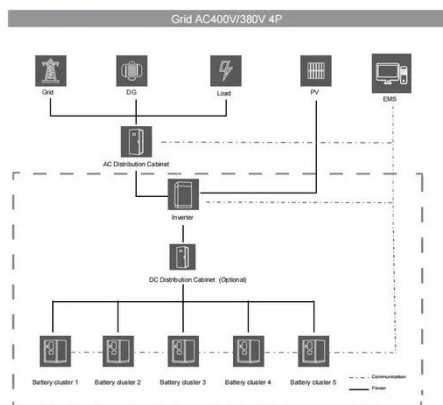 Grid AC400V/380V 4P
Grid
DG
Load
PV
EMS
AC Distribution Cabinet
Inverter
DC Distribution Cabinet (Optional)
Battery cluster 1
Battery cluster 2
Battery cluster 3
Battery cluster 4
Battery cluster 5
Communication
Power